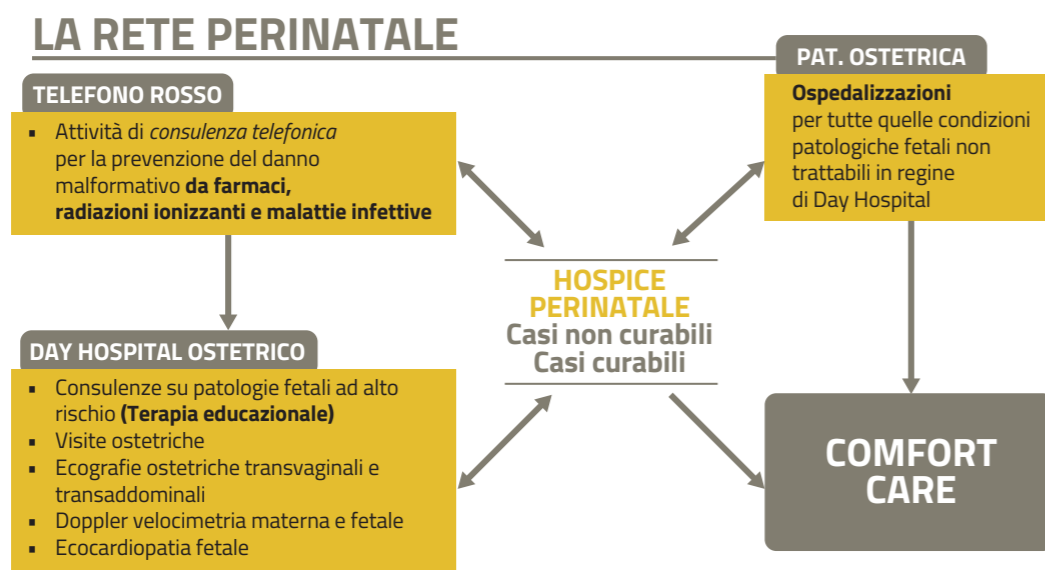 LA RETE PERINATALE
TELEFONO ROSSO
▪ Attività di consulenza telefonica
per la prevenzione del danno
malformativo da farmaci,
radiazioni ionizzanti e malattie infettive
PAT. OSTETRICA
Ospedalizzazioni
per tutte quelle condizioni
patologiche fetali non
trattabili in regine
di Day Hospital
HOSPICE
PERINATALE
Casi non curabili
Casi curabili
DAY HOSPITAL OSTETRICO
▪ Consulenze su patologie fetali ad alto
rischio (Terapia educazionale)
▪ Visite ostetriche
▪ Ecografie ostetriche transvaginali e
transaddominali
▪ Doppler velocimetria materna e fetale
▪ Ecocardiopatia fetale
COMFORT
CARE